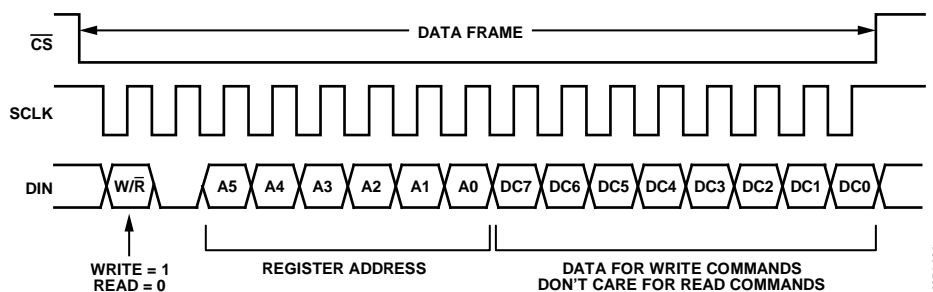 DATA FRAME
CS
SCLK
DIN W/R A5 A4 A3 A2 A1 A0 DC7 DC6 DC5 DC4 DC3 DC2 DC1 DC0
WRITE = 1
READ = 0
REGISTER ADDRESS
DATA FOR WRITE COMMANDS
DON'T CARE FOR READ COMMANDS